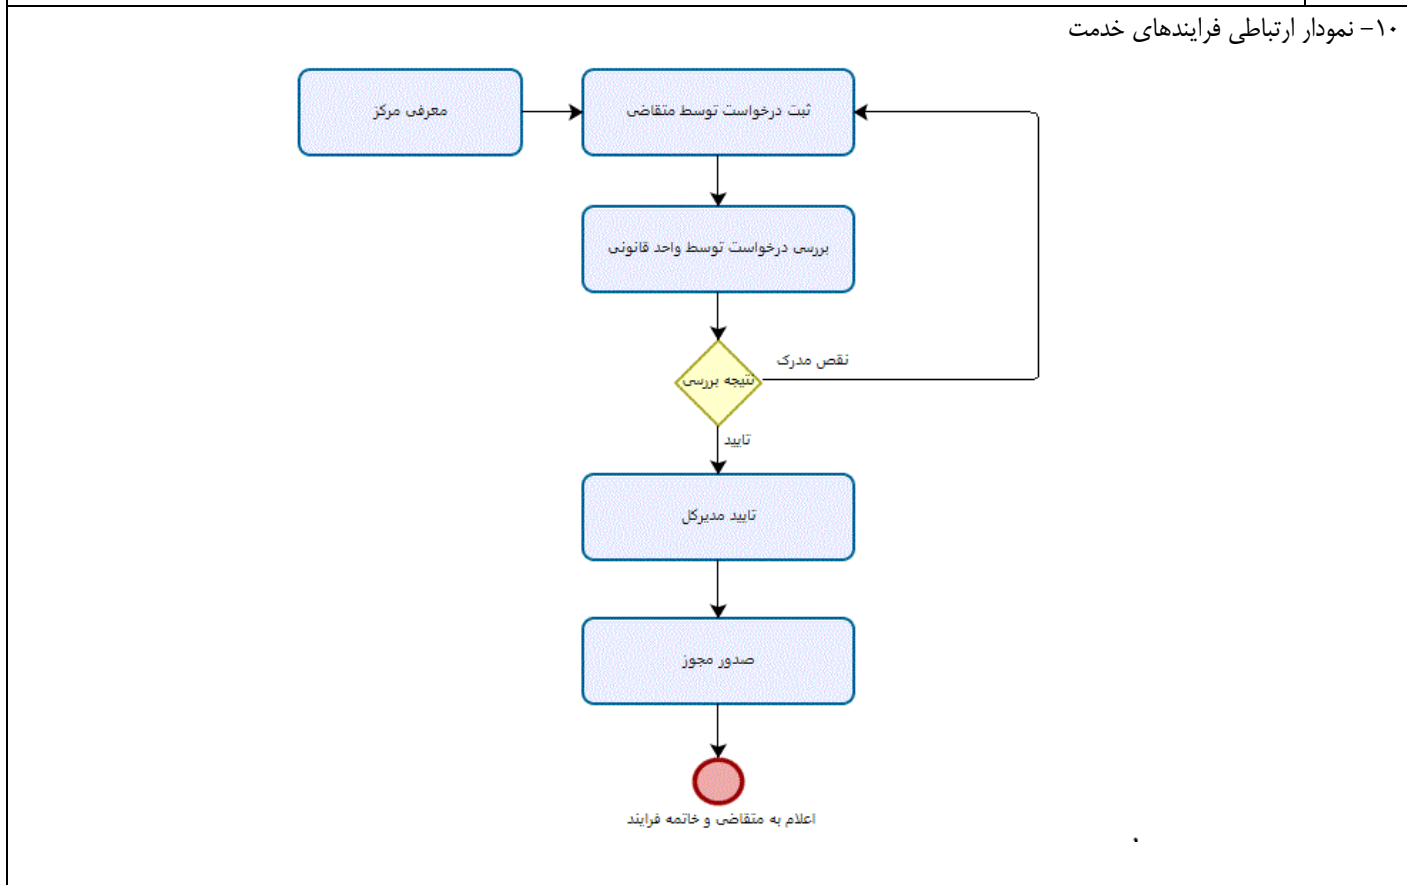 ۱۰- نمودار ارتباطی فرایندهای خدمت
معرفی مرکز
ثبت درخواست توسط متقاضی
بررسی درخواست توسط واحد قانونی
نقص مدرک
نتیجه بررسی
تایید
تایید مدیرکل
صدور مجوز
اعلام به متقاضی و خاتمه فرایند